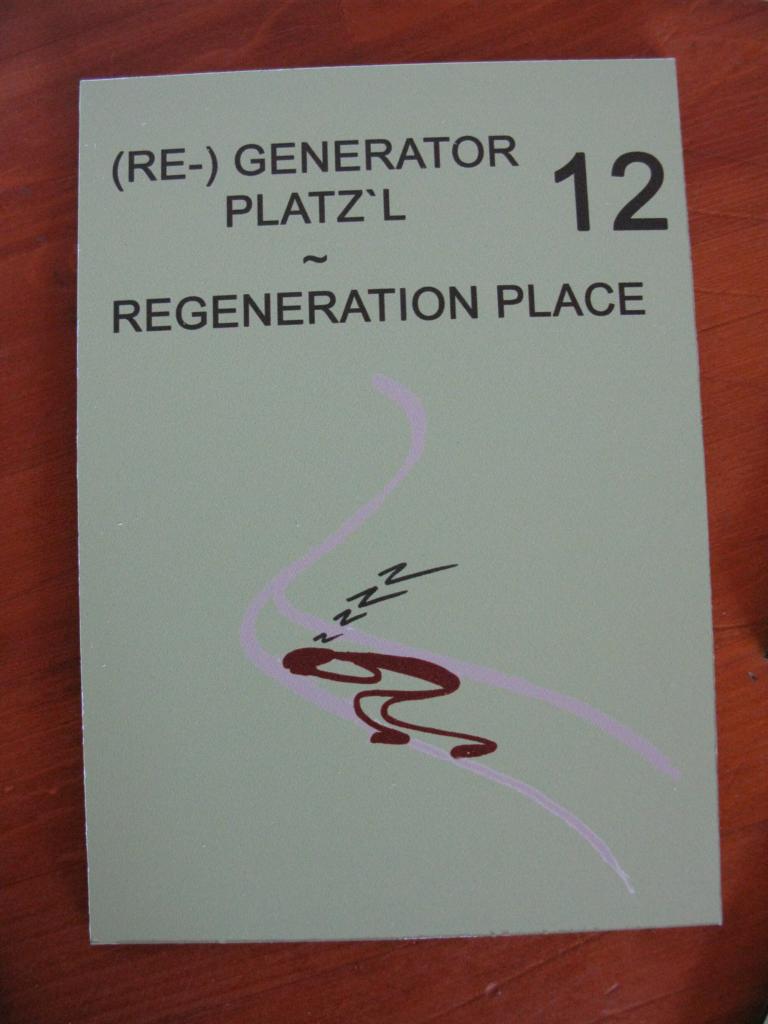 (RE-) GENERATOR
PLATZ`L
12
~
REGENERATION PLACE
z z z z